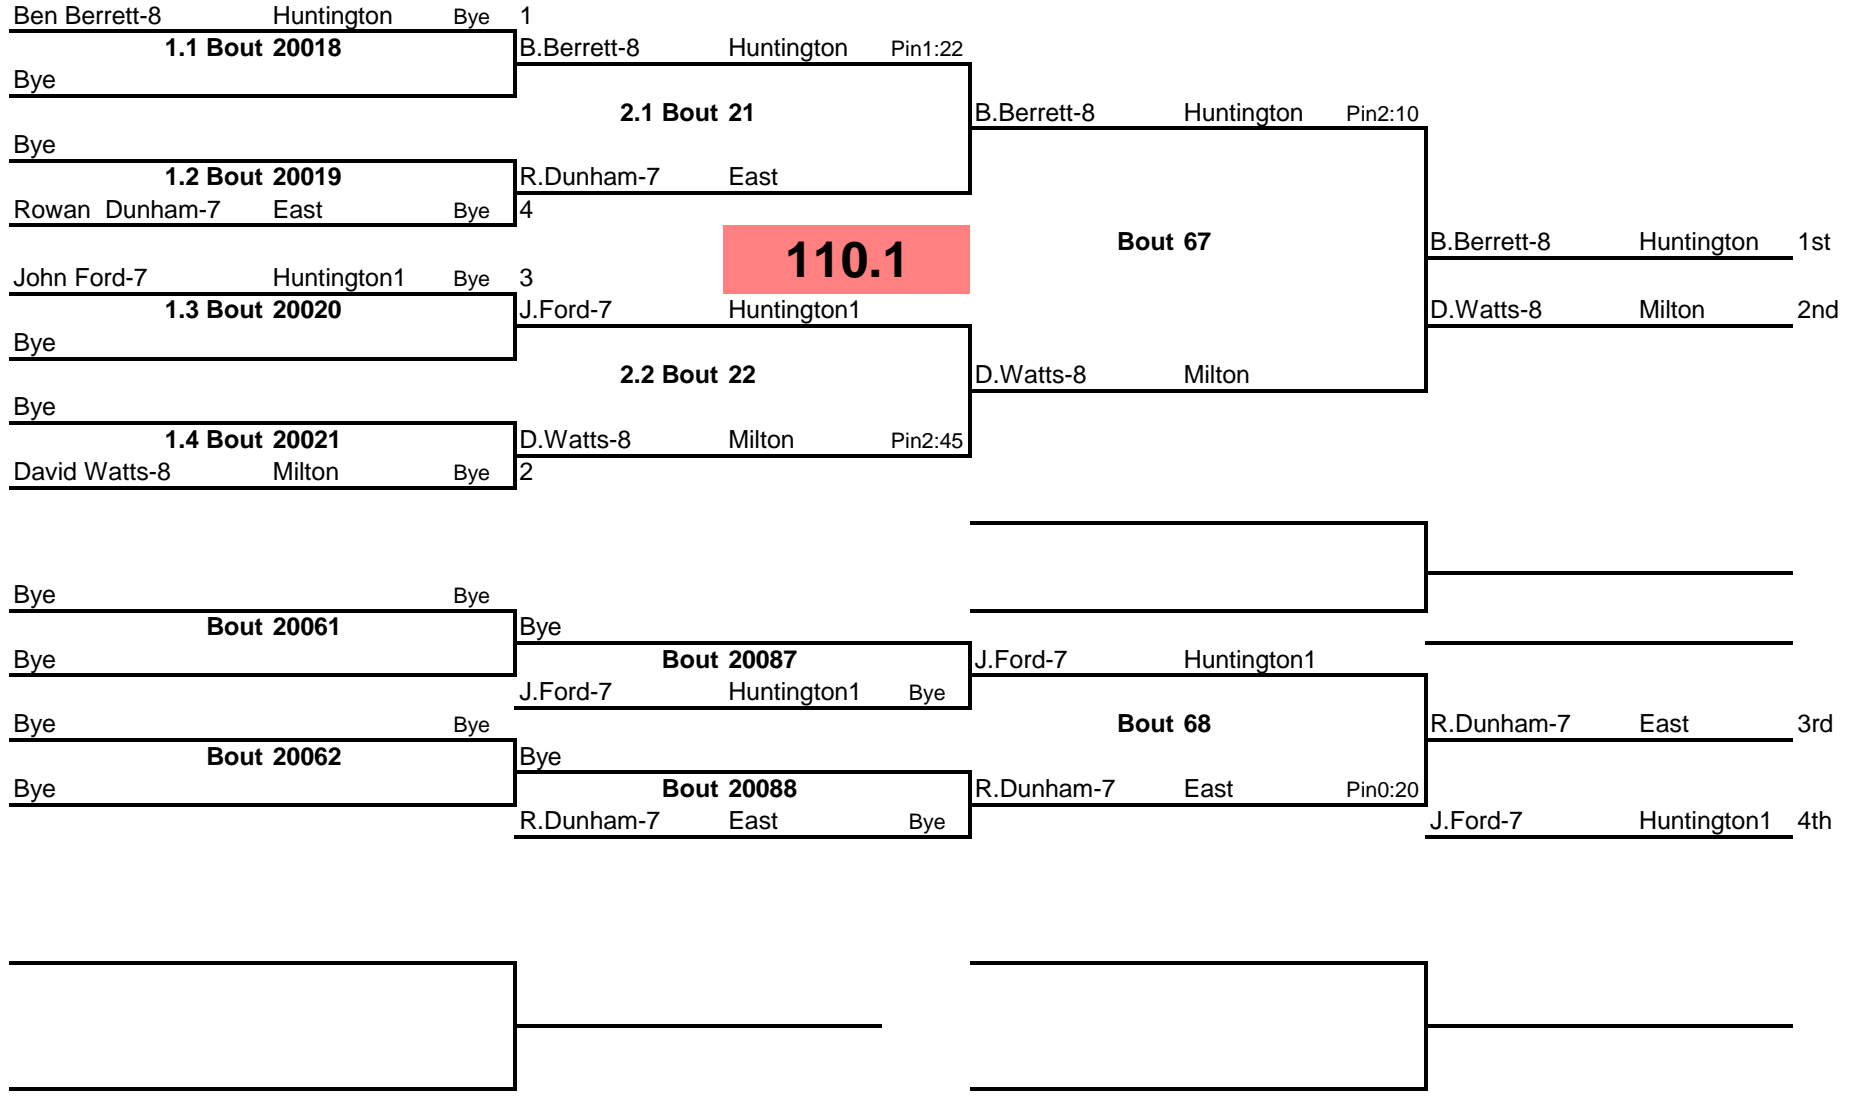 Ben Berrett-8 Huntington Bye 1
1.1 Bout 20018 B.Berrett-8 Huntington Pin1:22
Bye
2.1 Bout 21 B.Berrett-8 Huntington Pin2:10
Bye
1.2 Bout 20019 R.Dunham-7 East
Rowan  Dunham-7 East Bye 4
110.1 Bout 67 B.Berrett-8 Huntington 1st
John Ford-7 Huntington1 Bye 3
1.3 Bout 20020 J.Ford-7 Huntington1 D.Watts-8 Milton 2nd
Bye
2.2 Bout 22 D.Watts-8 Milton
Bye
1.4 Bout 20021 D.Watts-8 Milton Pin2:45
David Watts-8 Milton Bye 2
Bye Bye
Bout 20061 Bye
Bye Bout 20087 J.Ford-7 Huntington1
J.Ford-7 Huntington1 Bye
Bye Bye Bout 68 R.Dunham-7 East 3rd
Bout 20062 Bye
Bye Bout 20088 R.Dunham-7 East Pin0:20
R.Dunham-7 East Bye J.Ford-7 Huntington1 4th